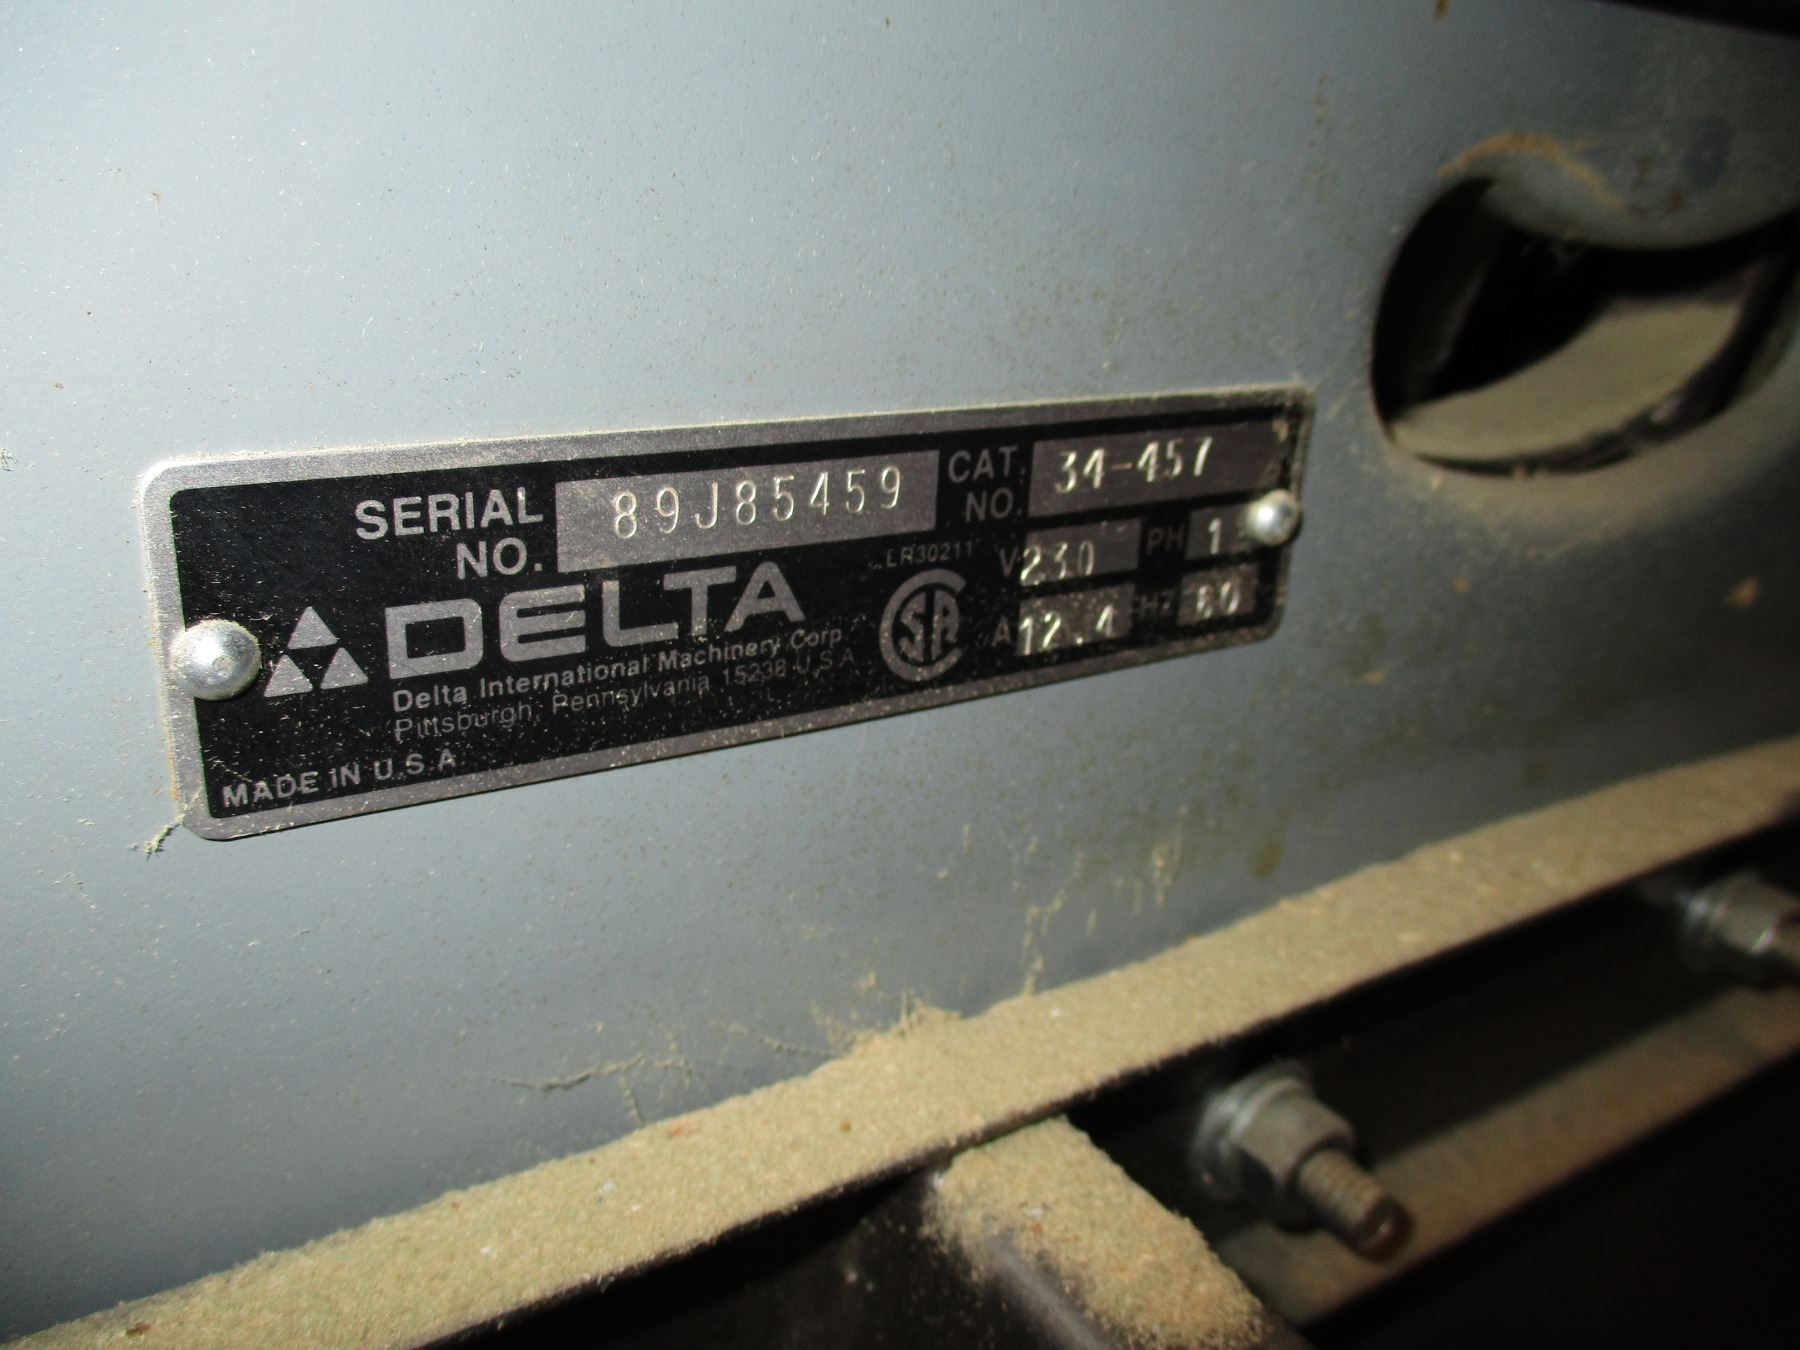 SERIAL NO. 89J85459
CAT. NO. 34-457
LR30211
V 230 PH 1
A 12.4 HZ 60
DELTA
SA
Delta International Machinery Corp
Pittsburgh, Pennsylvania 15238 U.S.A
MADE IN U.S.A.